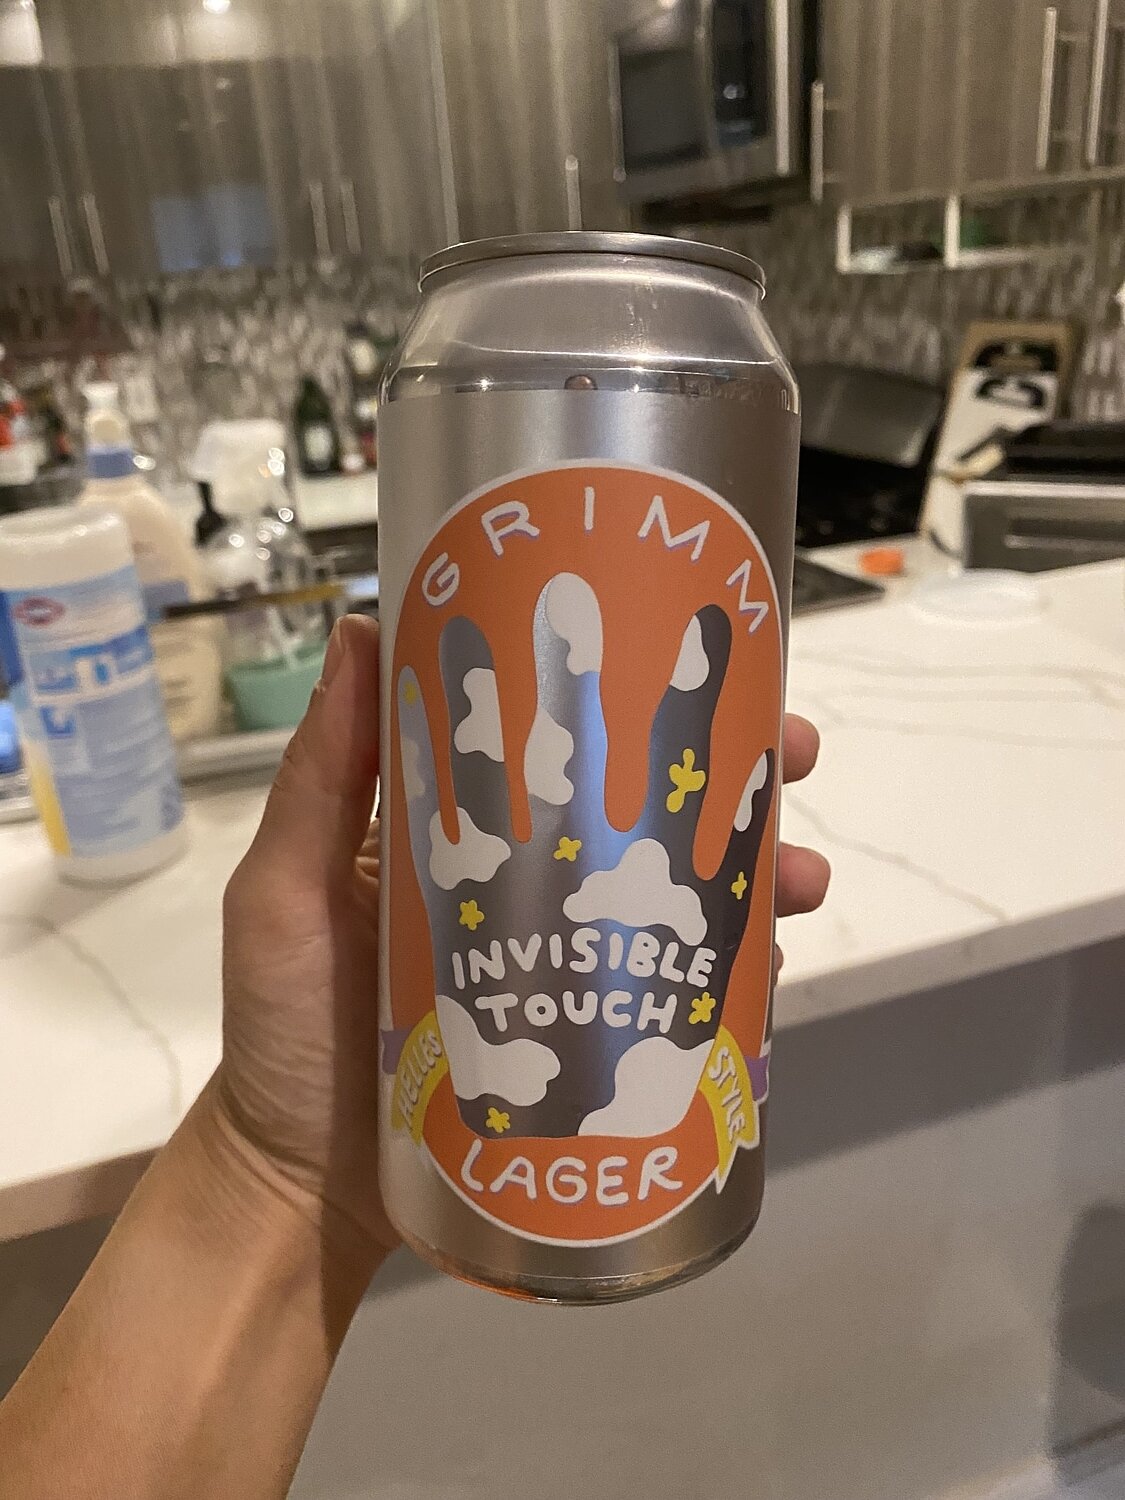 GRIMM
INVISIBLE
TOUCH
HELLES
STYLE
LAGER